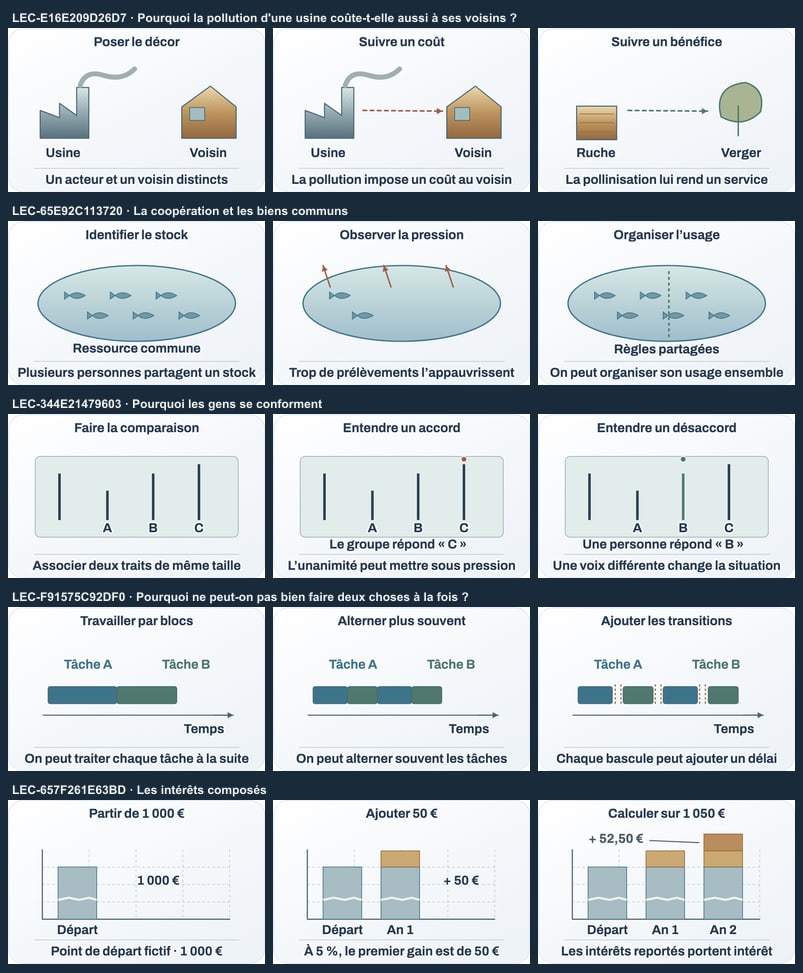 LEC-E16E209D26D7 · Pourquoi la pollution d'une usine coûte-t-elle aussi à ses voisins ?
Poser le décor
Usine
Voisin
Un acteur et un voisin distincts
Suivre un coût
Usine
Voisin
La pollution impose un coût au voisin
Suivre un bénéfice
Ruche
Verger
La pollinisation lui rend un service
LEC-65E92C113720 · La coopération et les biens communs
Identifier le stock
Ressource commune
Plusieurs personnes partagent un stock
Observer la pression
Trop de prélèvements l’appauvrissent
Organiser l’usage
Règles partagées
On peut organiser son usage ensemble
LEC-344E21479603 · Pourquoi les gens se conforment
Faire la comparaison
A B C
Associer deux traits de même taille
Entendre un accord
A B C
Le groupe répond « C »
L’unanimité peut mettre sous pression
Entendre un désaccord
A B C
Une personne répond « B »
Une voix différente change la situation
LEC-F91575C92DF0 · Pourquoi ne peut-on pas bien faire deux choses à la fois ?
Travailler par blocs
Tâche A Tâche B
Temps
On peut traiter chaque tâche à la suite
Alterner plus souvent
Tâche A Tâche B
Temps
On peut alterner souvent les tâches
Ajouter les transitions
Tâche A Tâche B
Temps
Chaque bascule peut ajouter un délai
LEC-657F261E63BD · Les intérêts composés
Partir de 1 000 €
1 000 €
Départ
Point de départ fictif · 1 000 €
Ajouter 50 €
+ 50 €
Départ An 1
À 5 %, le premier gain est de 50 €
Calculer sur 1 050 €
+ 52,50 €
Départ An 1 An 2
Les intérêts reportés portent intérêt